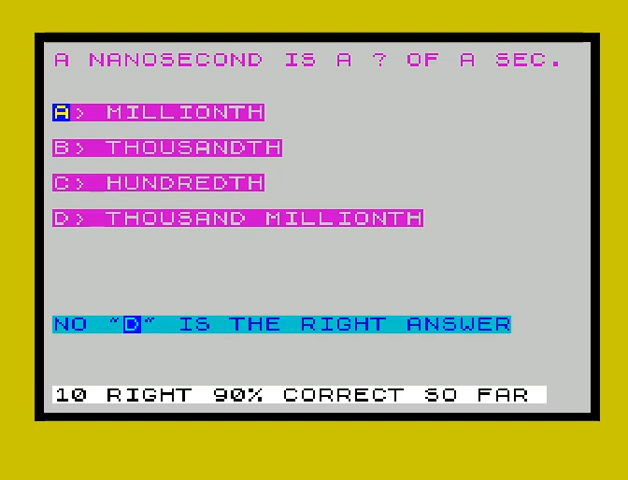 A NANOSECOND IS A ? OF A SEC.
A> MILLIONTH
B> THOUSANDTH
C> HUNDREDTH
D> THOUSAND MILLIONTH
NO "D" IS THE RIGHT ANSWER
10 RIGHT 90% CORRECT SO FAR